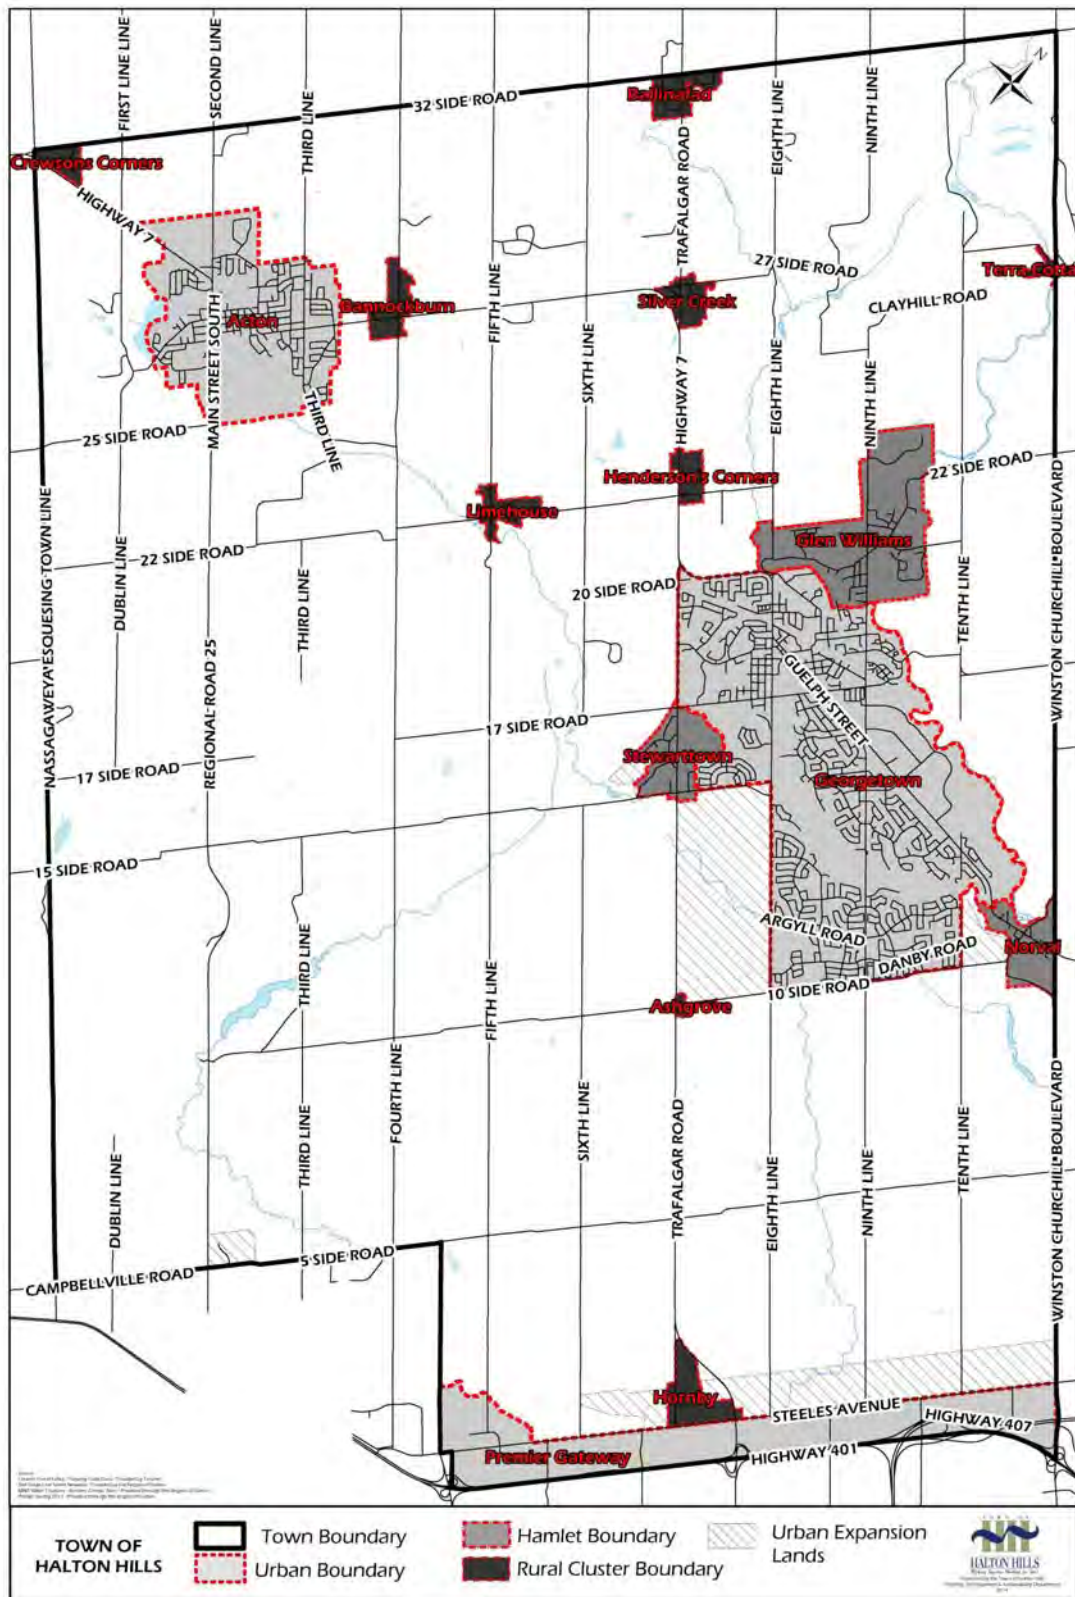 N
FIRST LINE LINE
SECOND LINE
THIRD LINE
32 SIDE ROAD
Ballinafad
TRAFALGAR ROAD
EIGHTH LINE
NINTH LINE
Crewsons Corners
HIGHWAY 7
27 SIDE ROAD
Terra Cotta
CLAYHILL ROAD
Bannockburn
Silver Creek
Acton
MAIN STREET SOUTH
THIRD LINE
FIFTH LINE
SIXTH LINE
HIGHWAY 7
EIGHTH LINE
NINTH LINE
25 SIDE ROAD
Henderson's Corners
22 SIDE ROAD
Limehouse
Glen Williams
22 SIDE ROAD
NASSAGAWEYA-ESQUESING TOWN LINE
DUBLIN LINE
REGIONAL ROAD 25
THIRD LINE
20 SIDE ROAD
TENTH LINE
WINSTON CHURCHILL BOULEVARD
GUELPH STREET
17 SIDE ROAD
Stewarttown
17 SIDE ROAD
Georgetown
15 SIDE ROAD
ARGYLL ROAD
DANBY ROAD
Norval
THIRD LINE
FIFTH LINE
10 SIDE ROAD
Ashgrove
DUBLIN LINE
THIRD LINE
FOURTH LINE
SIXTH LINE
TRAFALGAR ROAD
EIGHTH LINE
NINTH LINE
TENTH LINE
WINSTON CHURCHILL BOULEVARD
5 SIDE ROAD
CAMPBELLVILLE ROAD
Hornby
STEELES AVENUE
HIGHWAY 407
Premier Gateway
HIGHWAY 401
TOWN OF
HALTON HILLS
Town Boundary
Urban Boundary
Hamlet Boundary
Rural Cluster Boundary
Urban Expansion
Lands
TOWN OF
HALTON HILLS